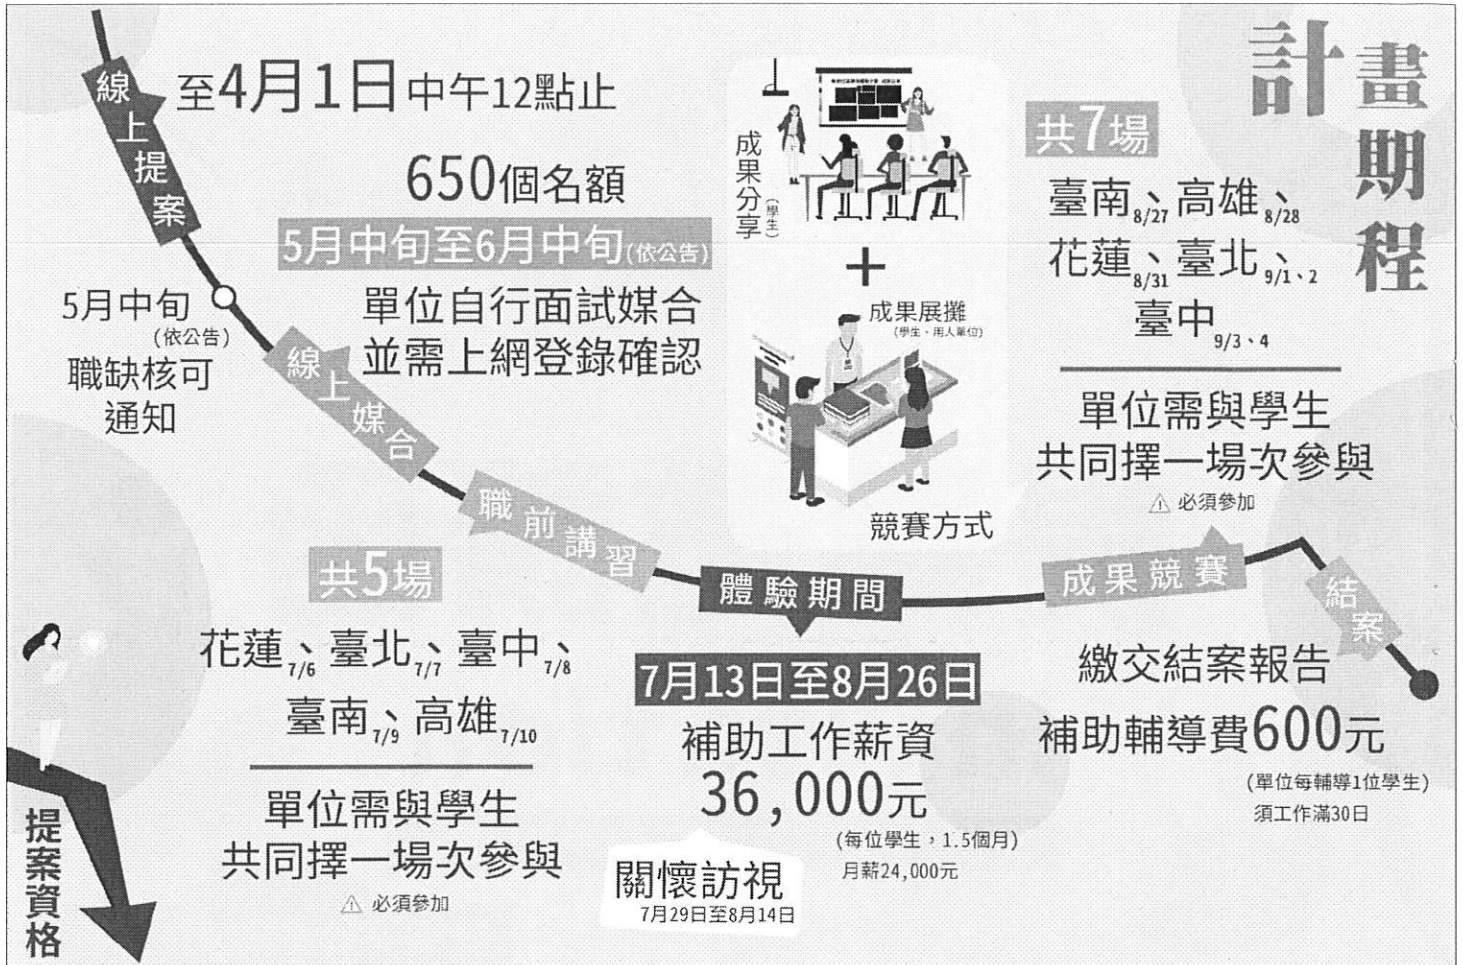 計畫期程
線上提案
至4月1日中午12點止
5月中旬
(依公告)
職缺核可
通知
線上媒合
650個名額
5月中旬至6月中旬(依公告)
單位自行面試媒合
並需上網登錄確認
職前講習
共5場
花蓮7/6、臺北7/7、臺中7/8、
臺南7/9、高雄7/10
單位需與學生
共同擇一場次參與
⚠ 必須參加
體驗期間
7月13日至8月26日
補助工作薪資
36,000元
(每位學生，1.5個月)
月薪24,000元
關懷訪視
7月29日至8月14日
成果分享
(學生)
+
成果展攤
(學生、用人單位)
競賽方式
成果競賽
共7場
臺南8/27、高雄8/28、
花蓮8/31、臺北9/1、2、
臺中9/3、4
單位需與學生
共同擇一場次參與
⚠ 必須參加
結案
繳交結案報告
補助輔導費600元
(單位每輔導1位學生)
須工作滿30日
提案資格